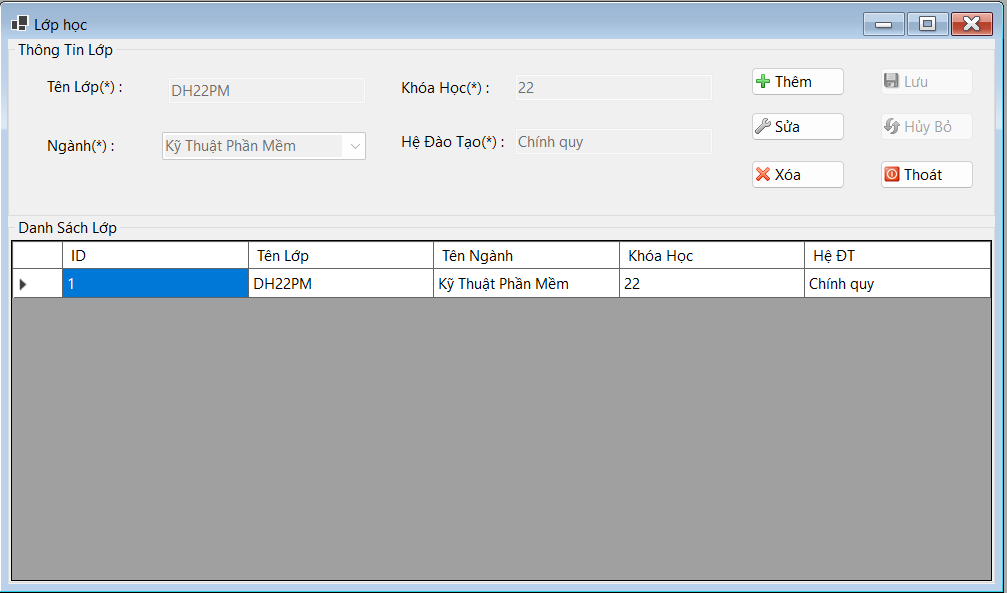 Lớp học
Thông Tin Lớp
Tên Lớp(*) : DH22PM Khóa Học(*) : 22 Thêm Lưu
Ngành(*) : Kỹ Thuật Phần Mềm Hệ Đào Tạo(*) : Chính quy Sửa Hủy Bỏ
Xóa Thoát
Danh Sách Lớp
ID Tên Lớp Tên Ngành Khóa Học Hệ ĐT
1 DH22PM Kỹ Thuật Phần Mềm 22 Chính quy